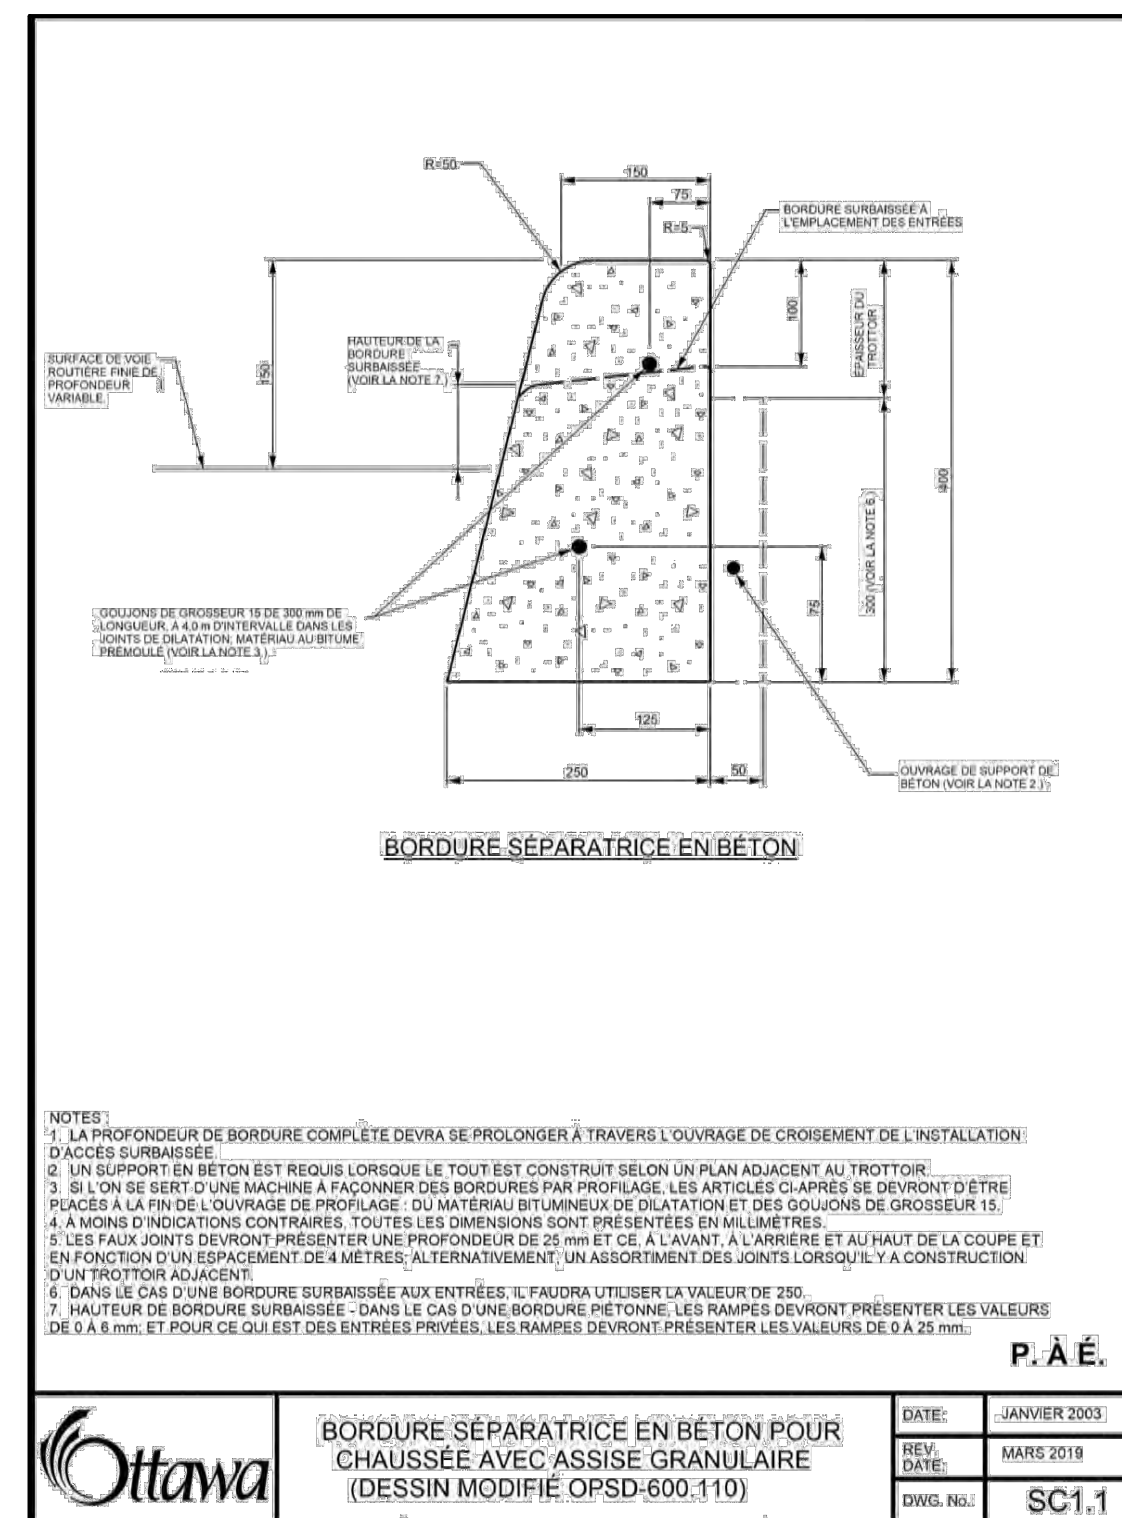 R=50
150
75
R=5
BORDURE SURBAISSÉE À
L'EMPLACEMENT DES ENTRÉES
100
ÉPAISSEUR DU
TROTTOIR
HAUTEUR DE LA
BORDURE
SURBAISSÉE
(VOIR LA NOTE 7.)
SURFACE DE VOIE
ROUTIÈRE FINIE DE
PROFONDEUR
VARIABLE.
150
400
300 (VOIR LA NOTE 6.)
75
GOUJONS DE GROSSEUR 15 DE 300 mm DE
LONGUEUR, À 4,0 m D'INTERVALLE DANS LES
JOINTS DE DILATATION; MATÉRIAU AU BITUME
PRÉMOULÉ (VOIR LA NOTE 3.).
125
250
50
OUVRAGE DE SUPPORT DE
BÉTON (VOIR LA NOTE 2.)
BORDURE SÉPARATRICE EN BÉTON
NOTES :
1. LA PROFONDEUR DE BORDURE COMPLÈTE DEVRA SE PROLONGER À TRAVERS L'OUVRAGE DE CROISEMENT DE L'INSTALLATION
D'ACCÈS SURBAISSÉE.
2. UN SUPPORT EN BÉTON EST REQUIS LORSQUE LE TOUT EST CONSTRUIT SELON UN PLAN ADJACENT AU TROTTOIR.
3. SI L'ON SE SERT D'UNE MACHINE À FAÇONNER DES BORDURES PAR PROFILAGE, LES ARTICLES CI-APRÈS SE DEVRONT D'ÊTRE
PLACÉS À LA FIN DE L'OUVRAGE DE PROFILAGE : DU MATÉRIAU BITUMINEUX DE DILATATION ET DES GOUJONS DE GROSSEUR 15.
4. À MOINS D'INDICATIONS CONTRAIRES, TOUTES LES DIMENSIONS SONT PRÉSENTÉES EN MILLIMÈTRES.
5. LES FAUX JOINTS DEVRONT PRÉSENTER UNE PROFONDEUR DE 25 mm ET CE, À L'AVANT, À L'ARRIÈRE ET AU HAUT DE LA COUPE ET
EN FONCTION D'UN ESPACEMENT DE 4 MÈTRES; ALTERNATIVEMENT, UN ASSORTIMENT DES JOINTS LORSQU'IL Y A CONSTRUCTION
D'UN TROTTOIR ADJACENT.
6. DANS LE CAS D'UNE BORDURE SURBAISSÉE AUX ENTRÉES, IL FAUDRA UTILISER LA VALEUR DE 250.
7. HAUTEUR DE BORDURE SURBAISSÉE - DANS LE CAS D'UNE BORDURE PIÉTONNE, LES RAMPES DEVRONT PRÉSENTER LES VALEURS
DE 0 À 6 mm; ET POUR CE QUI EST DES ENTRÉES PRIVÉES, LES RAMPES DEVRONT PRÉSENTER LES VALEURS DE 0 À 25 mm.
P. À É.
Ottawa
BORDURE SÉPARATRICE EN BÉTON POUR
CHAUSSÉE AVEC ASSISE GRANULAIRE
(DESSIN MODIFIÉ OPSD-600.110)
DATE:
JANVIER 2003
REV.
DATE:
MARS 2019
DWG. No.:
SC1.1